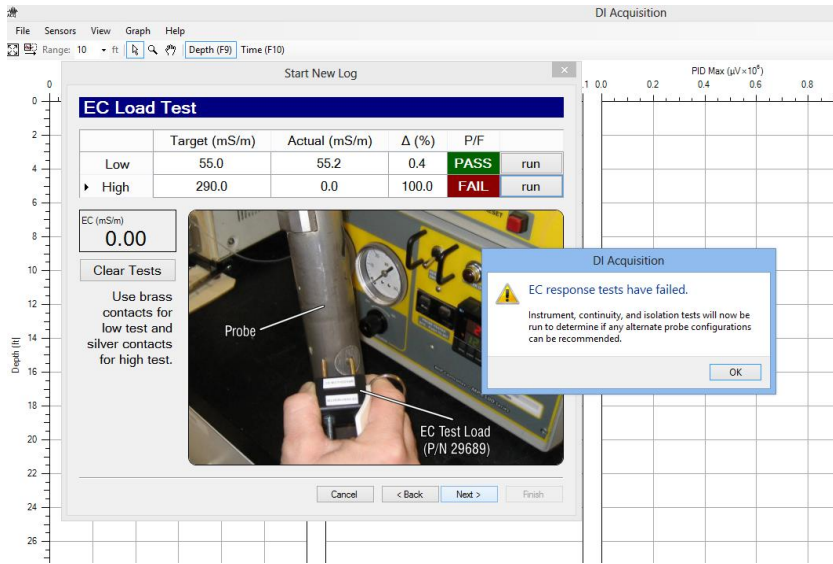 DI Acquisition
File Sensors View Graph Help
Range: 10 ft Depth (F9) Time (F10)
Start New Log
PID Max (µV×10⁶)
0 .1 0.0 0.2 0.4 0.6 0.8
EC Load Test
Target (mS/m) Actual (mS/m) Δ (%) P/F
Low 55.0 55.2 0.4 PASS run
High 290.0 0.0 100.0 FAIL run
EC (mS/m)
0.00
Clear Tests
Use brass
contacts for
low test and
silver contacts
for high test.
Probe
EC Test Load
(P/N 29689)
DI Acquisition
EC response tests have failed.
Instrument, continuity, and isolation tests will now be
run to determine if any alternate probe configurations
can be recommended.
OK
Cancel < Back Next > Finish
Depth (ft)
0
2
4
6
8
10
12
14
16
18
20
22
24
26